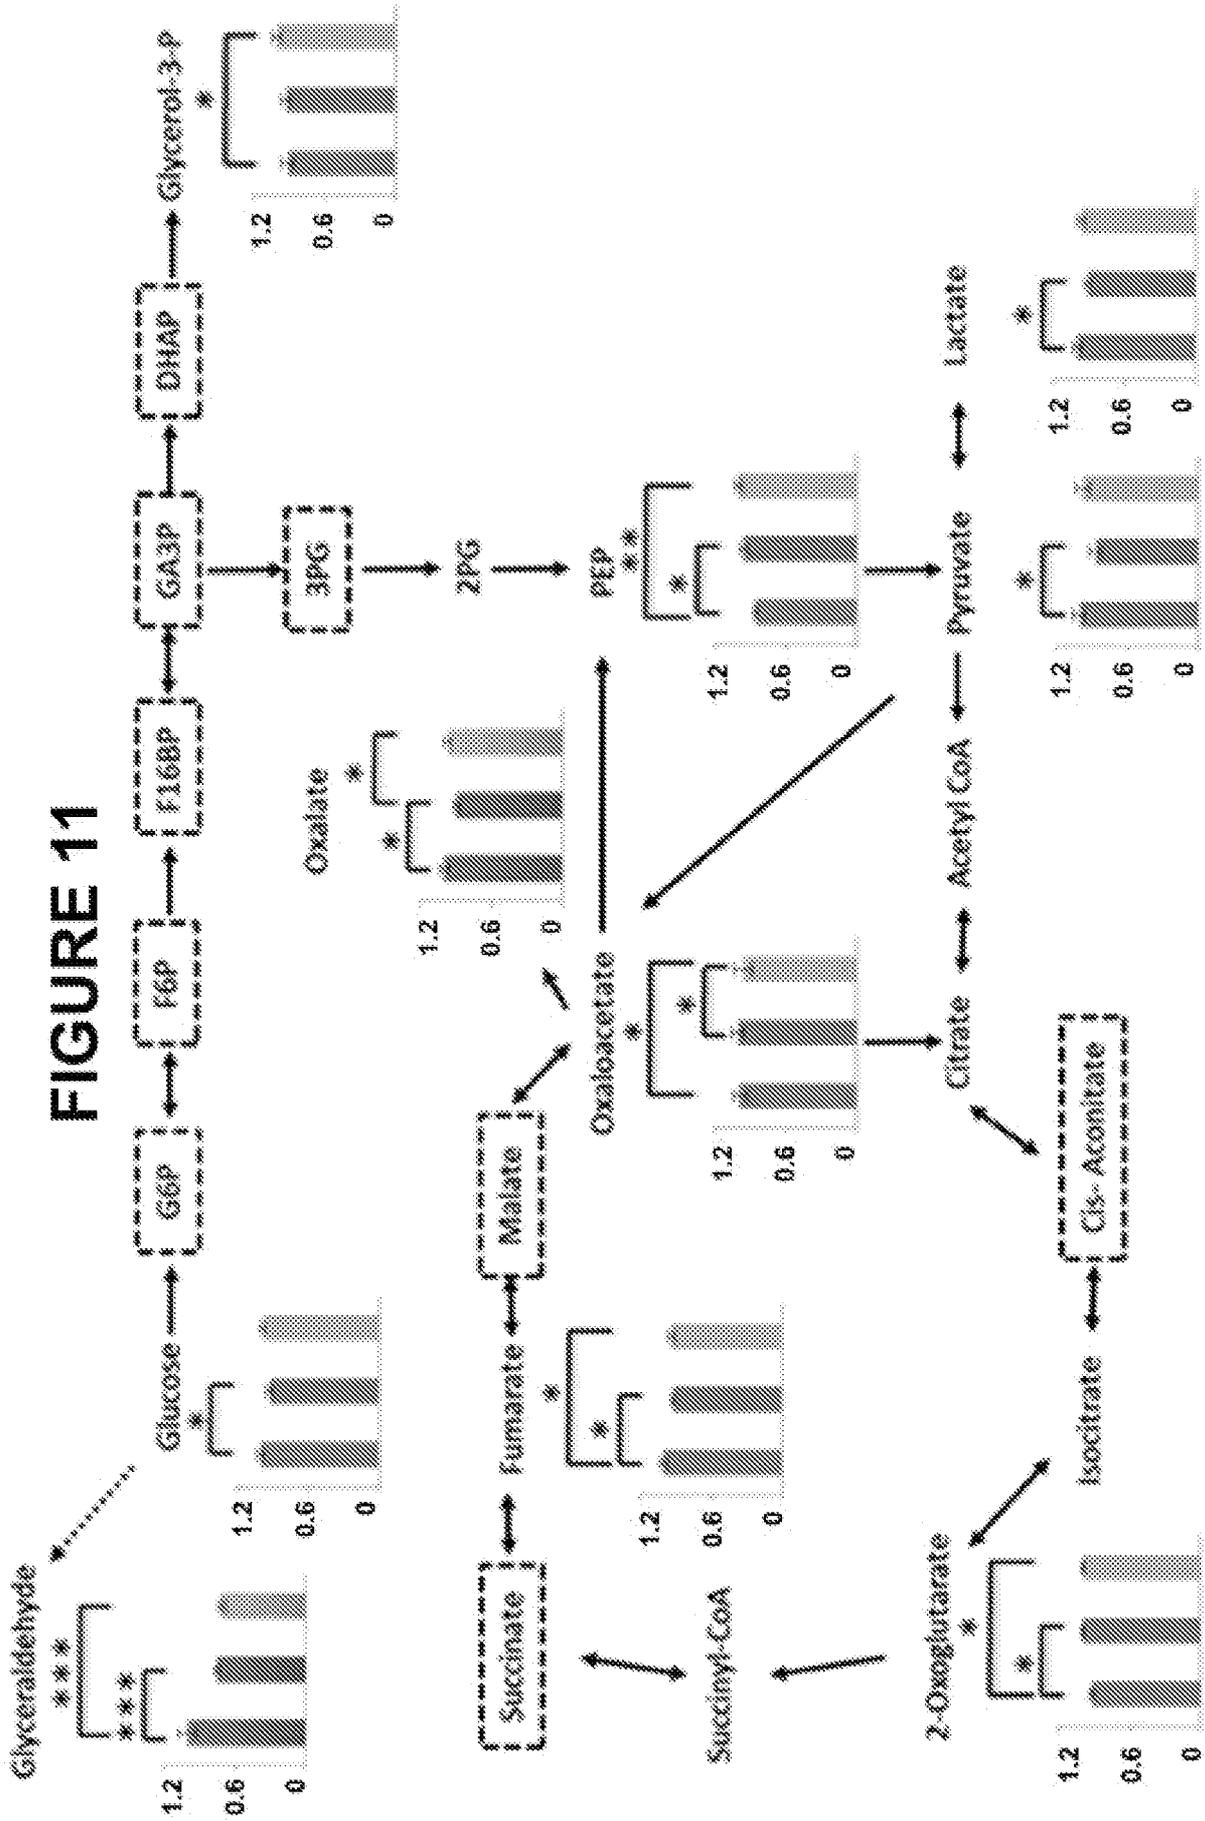 FIGURE 11
Glyceraldehyde
***
***
1.2
0.6
0
Glucose
*
1.2
0.6
0
G6P
F6P
F16BP
GA3P
DHAP
Glycerol-3-P
*
1.2
0.6
0
3PG
2PG
Oxalate
*
*
1.2
0.6
0
Succinate
Fumarate
*
*
1.2
0.6
0
Malate
Oxaloacetate
*
*
1.2
0.6
0
PEP
**
*
1.2
0.6
0
Succinyl-CoA
2-Oxoglutarate
*
*
1.2
0.6
0
Isocitrate
Cis- Aconitate
Citrate
Acetyl CoA
Pyruvate
*
1.2
0.6
0
Lactate
*
1.2
0.6
0